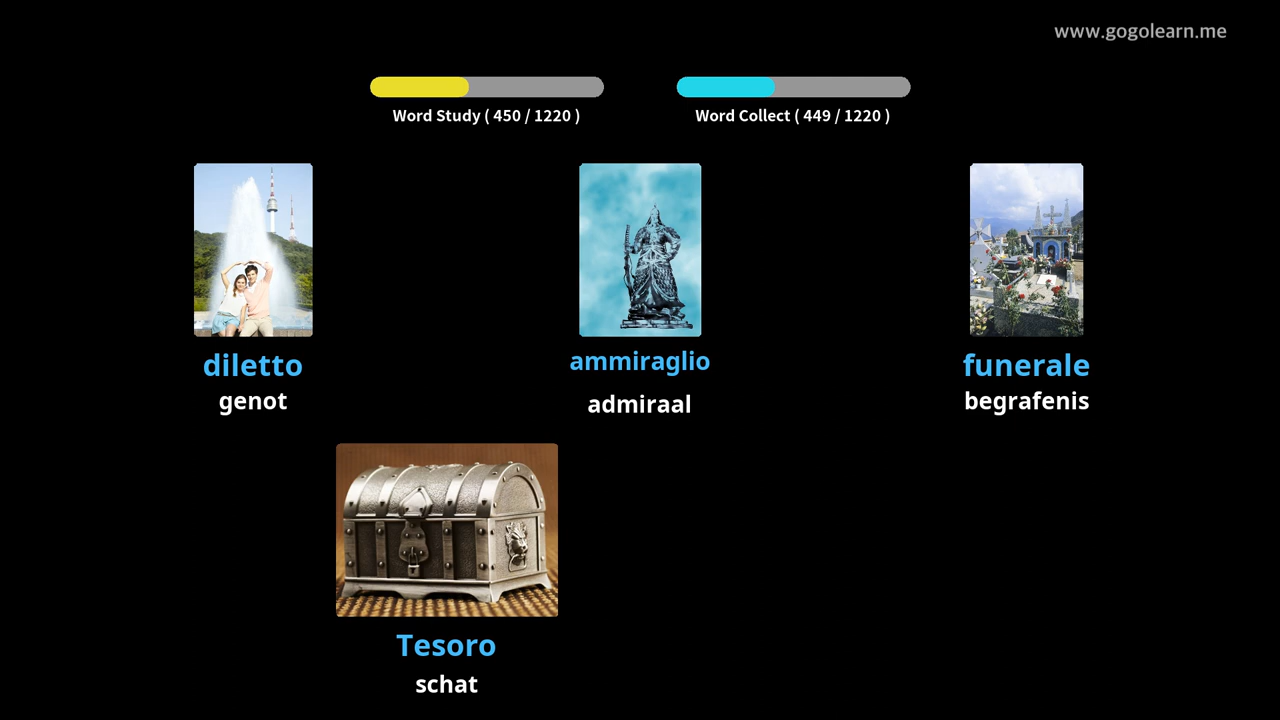 www.gogolearn.me
Word Study ( 450 / 1220 )
Word Collect ( 449 / 1220 )
diletto
genot
ammiraglio
admiraal
funerale
begrafenis
Tesoro
schat